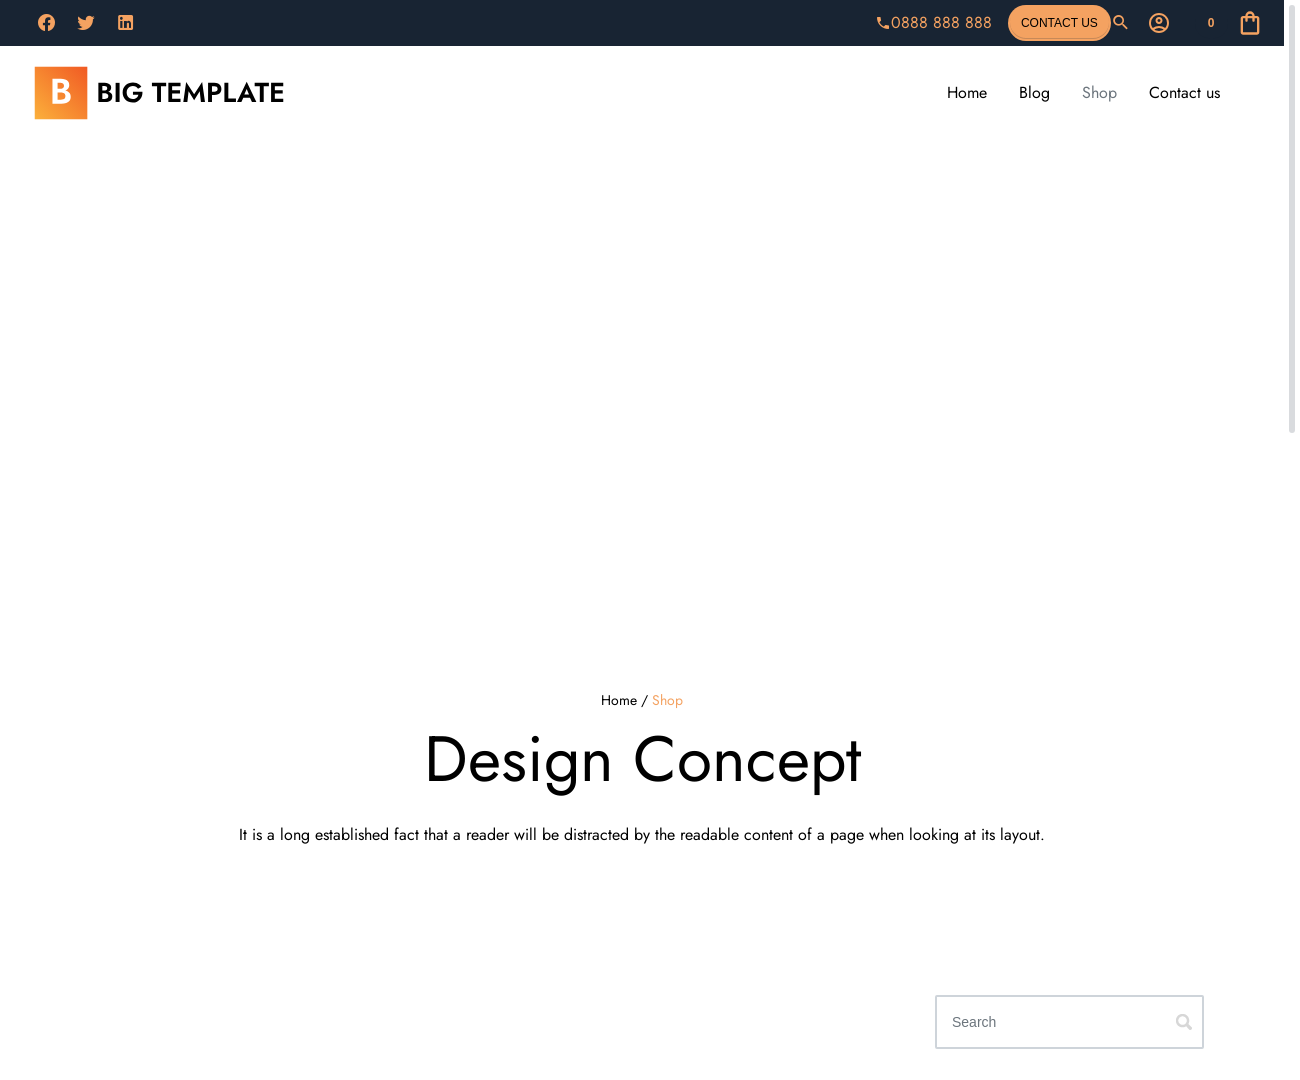 0888 888 888 CONTACT US 0
B BIG TEMPLATE Home Blog Shop Contact us
Home / Shop
Design Concept
It is a long established fact that a reader will be distracted by the readable content of a page when looking at its layout.
Search